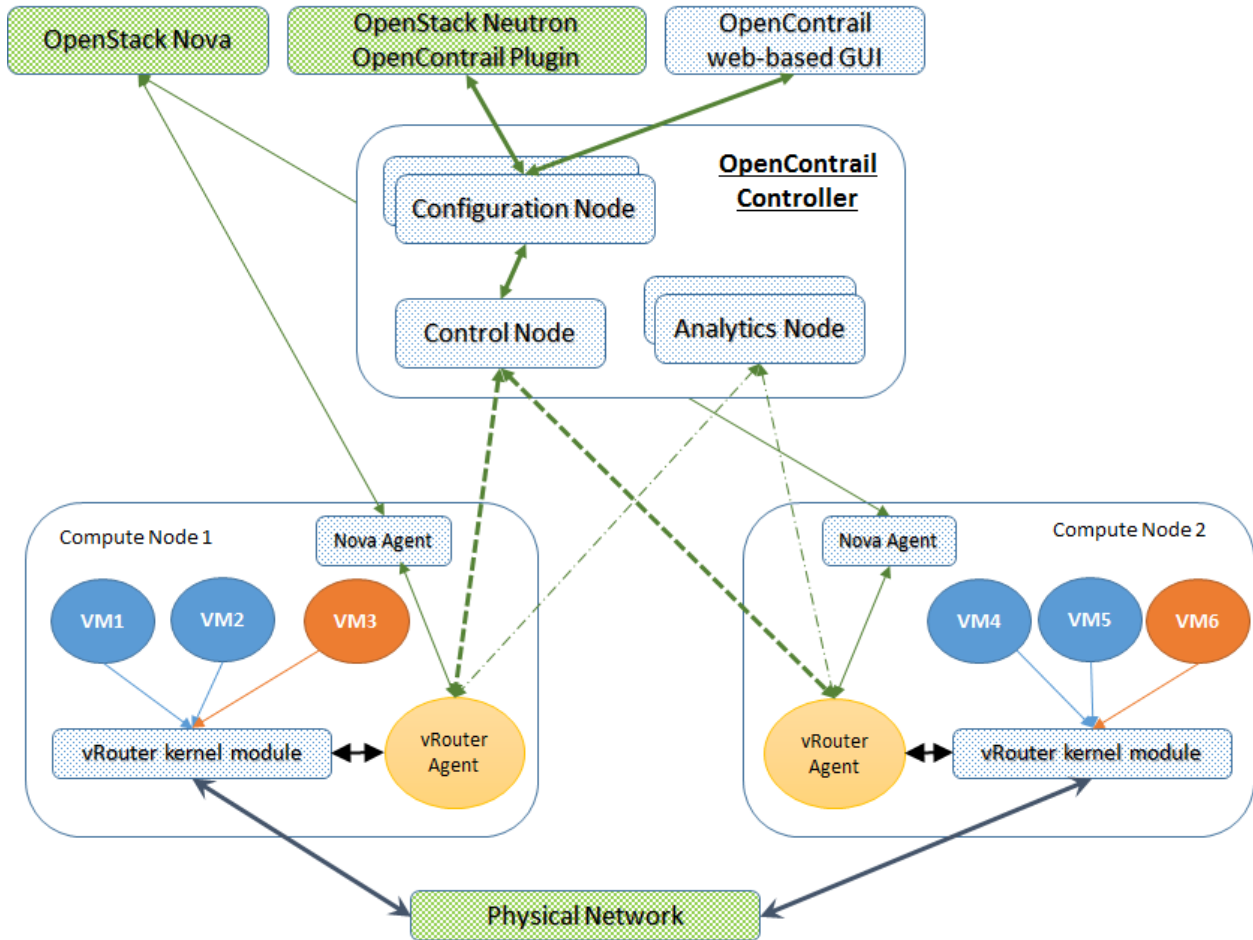 OpenStack Nova
OpenStack Neutron
OpenContrail Plugin
OpenContrail
web-based GUI
OpenContrail
Controller
Configuration Node
Control Node
Analytics Node
Compute Node 1
Nova Agent
VM1
VM2
VM3
vRouter kernel module
vRouter
Agent
Nova Agent
Compute Node 2
VM4
VM5
VM6
vRouter
Agent
vRouter kernel module
Physical Network